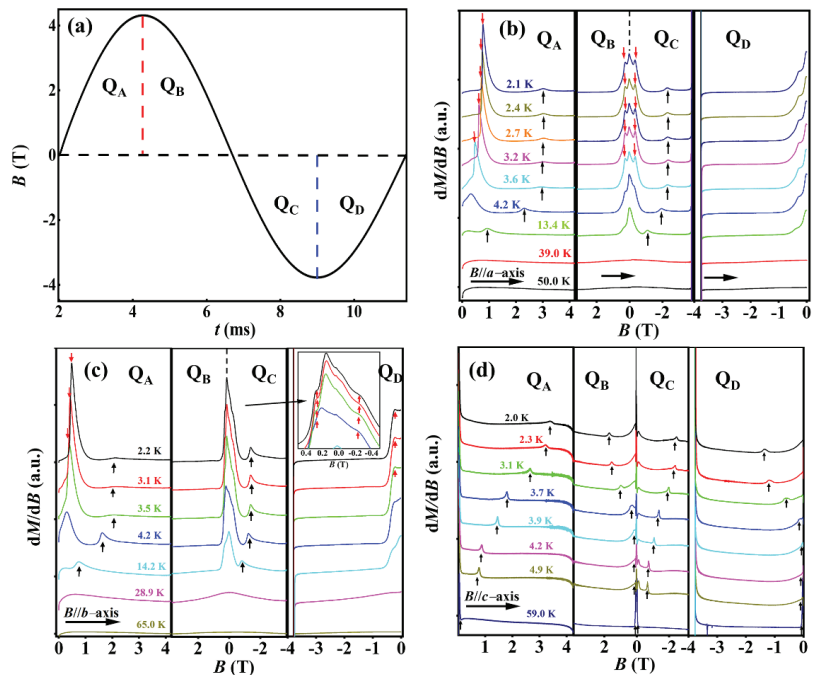 (a)
4
2
0
-2
-4
B (T)
Q_A
Q_B
Q_C
Q_D
2
4
6
8
10
t (ms)
(b)
Q_A
Q_B
Q_C
Q_D
dM/dB (a.u.)
2.1 K
2.4 K
2.7 K
3.2 K
3.6 K
4.2 K
13.4 K
39.0 K
B//a−axis
50.0 K
0 1 2 3 4 2 0 -2 -4 -3 -2 -1 0
B (T)
(c)
Q_A
Q_B
Q_C
Q_D
0.4 0.2 0.0 -0.2 -0.4
B (T)
dM/dB (a.u.)
2.2 K
3.1 K
3.5 K
4.2 K
14.2 K
28.9 K
B//b−axis
65.0 K
0 1 2 3 4 2 0 -2 -4 -3 -2 -1 0
B (T)
(d)
Q_A
Q_B
Q_C
Q_D
dM/dB (a.u.)
2.0 K
2.3 K
3.1 K
3.7 K
3.9 K
4.2 K
4.9 K
B//c−axis
59.0 K
1 2 3 4 2 0 -2 -4 -3 -2 -1 0
B (T)